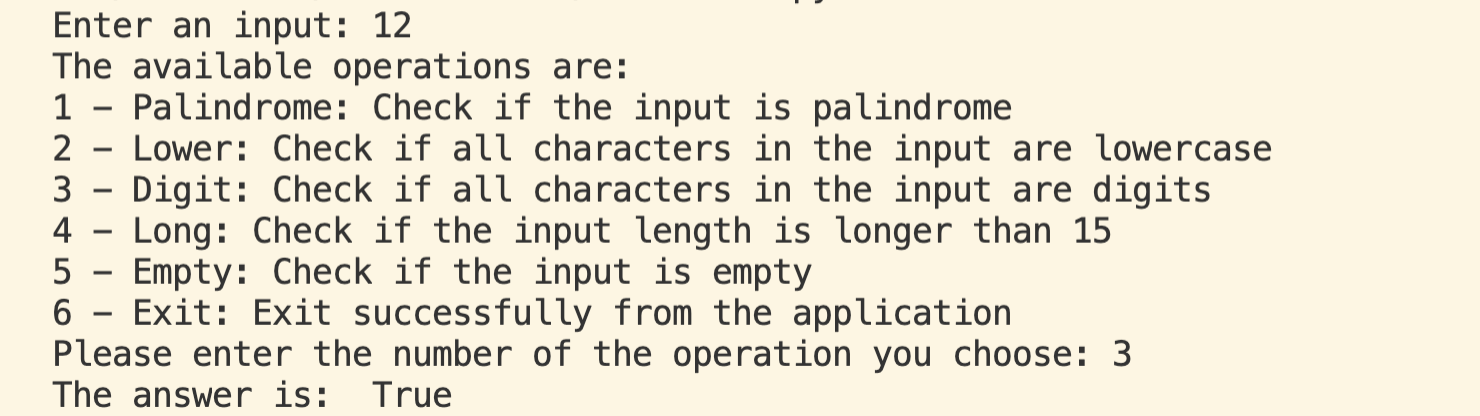 Enter an input: 12
The available operations are:
1 – Palindrome: Check if the input is palindrome
2 – Lower: Check if all characters in the input are lowercase
3 – Digit: Check if all characters in the input are digits
4 – Long: Check if the input length is longer than 15
5 – Empty: Check if the input is empty
6 – Exit: Exit successfully from the application
Please enter the number of the operation you choose: 3
The answer is:  True